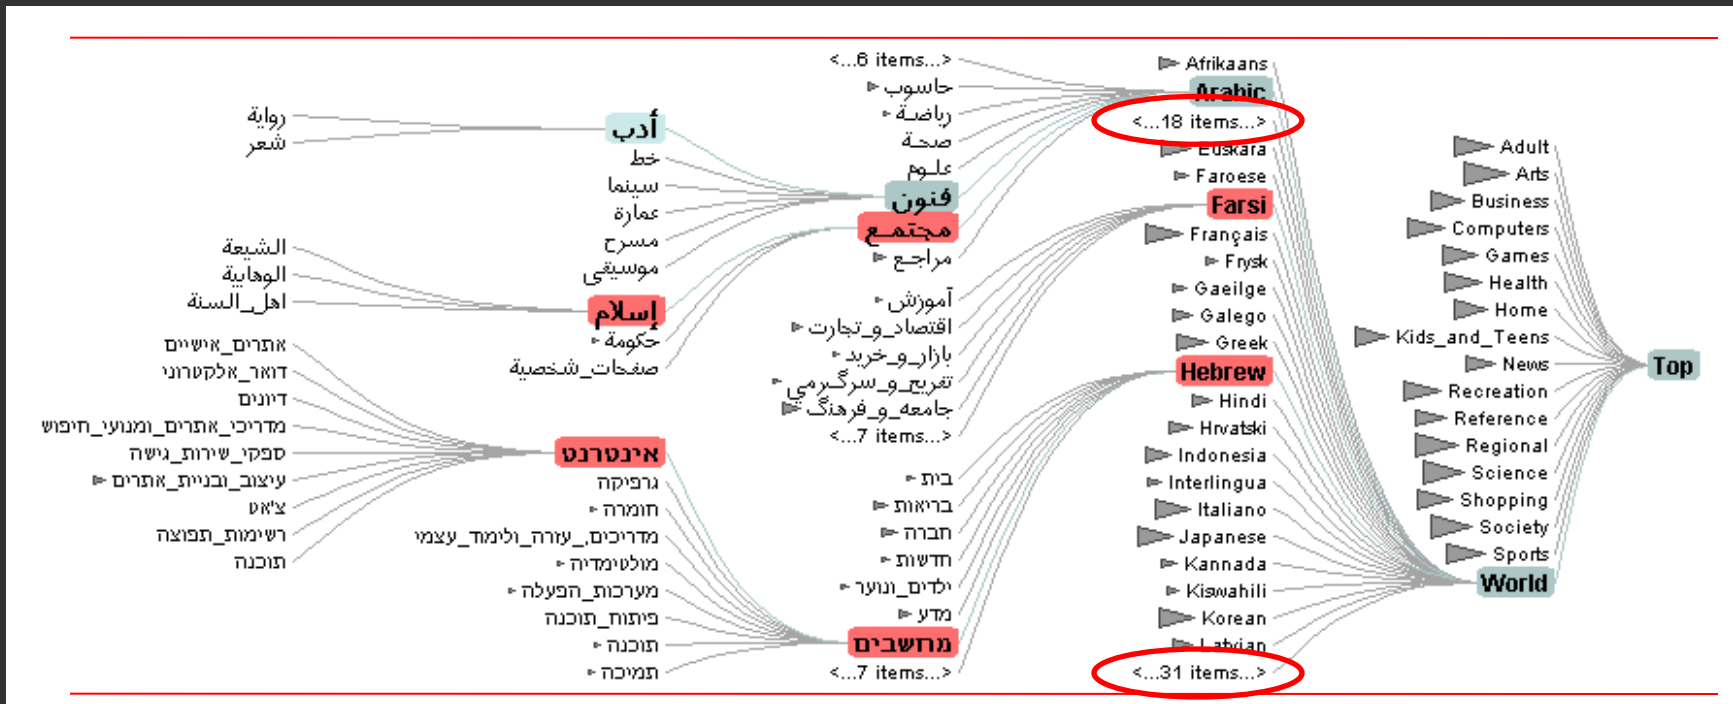 Top
Adult
Arts
Business
Computers
Games
Health
Home
Kids_and_Teens
News
Recreation
Reference
Regional
Science
Shopping
Society
Sports
World
Afrikaans
Arabic
<...18 items...>
Euskara
Faroese
Farsi
Français
Frysk
Gaeilge
Galego
Greek
Hebrew
Hindi
Hrvatski
Indonesia
Interlingua
Italiano
Japanese
Kannada
Kiswahili
Korean
Latvian
<...31 items...>
<...6 items...>
حاسوب
رياضة
صحة
علوم
فنون
مجتمع
مراجع
آموزش
اقتصاد_و_تجارت
بازار_و_خريد
تفريح_و_سرگرمي
جامعه_و_فرهنگ
<...7 items...>
בית
בריאות
חברה
חדשות
ילדים_ונוער
מדע
מחשבים
<...7 items...>
أدب
خط
سينما
عمارة
مسرح
موسيقى
إسلام
حكومة
صفحات_شخصية
אינטרנט
גרפיקה
חומרה
מדריכים,_עזרה_ולימוד_עצמי
מולטימדיה
מערכות_הפעלה
פיתוח_תוכנה
תוכנה
תמיכה
رواية
شعر
الشيعة
الوهابية
اهل_السنة
אתרים_אישיים
דואר_אלקטרוני
דיונים
מדריכי_אתרים_ומנועי_חיפוש
ספקי_שירות_גישה
עיצוב_ובניית_אתרים
צ'אט
רשימות_תפוצה
תוכנה